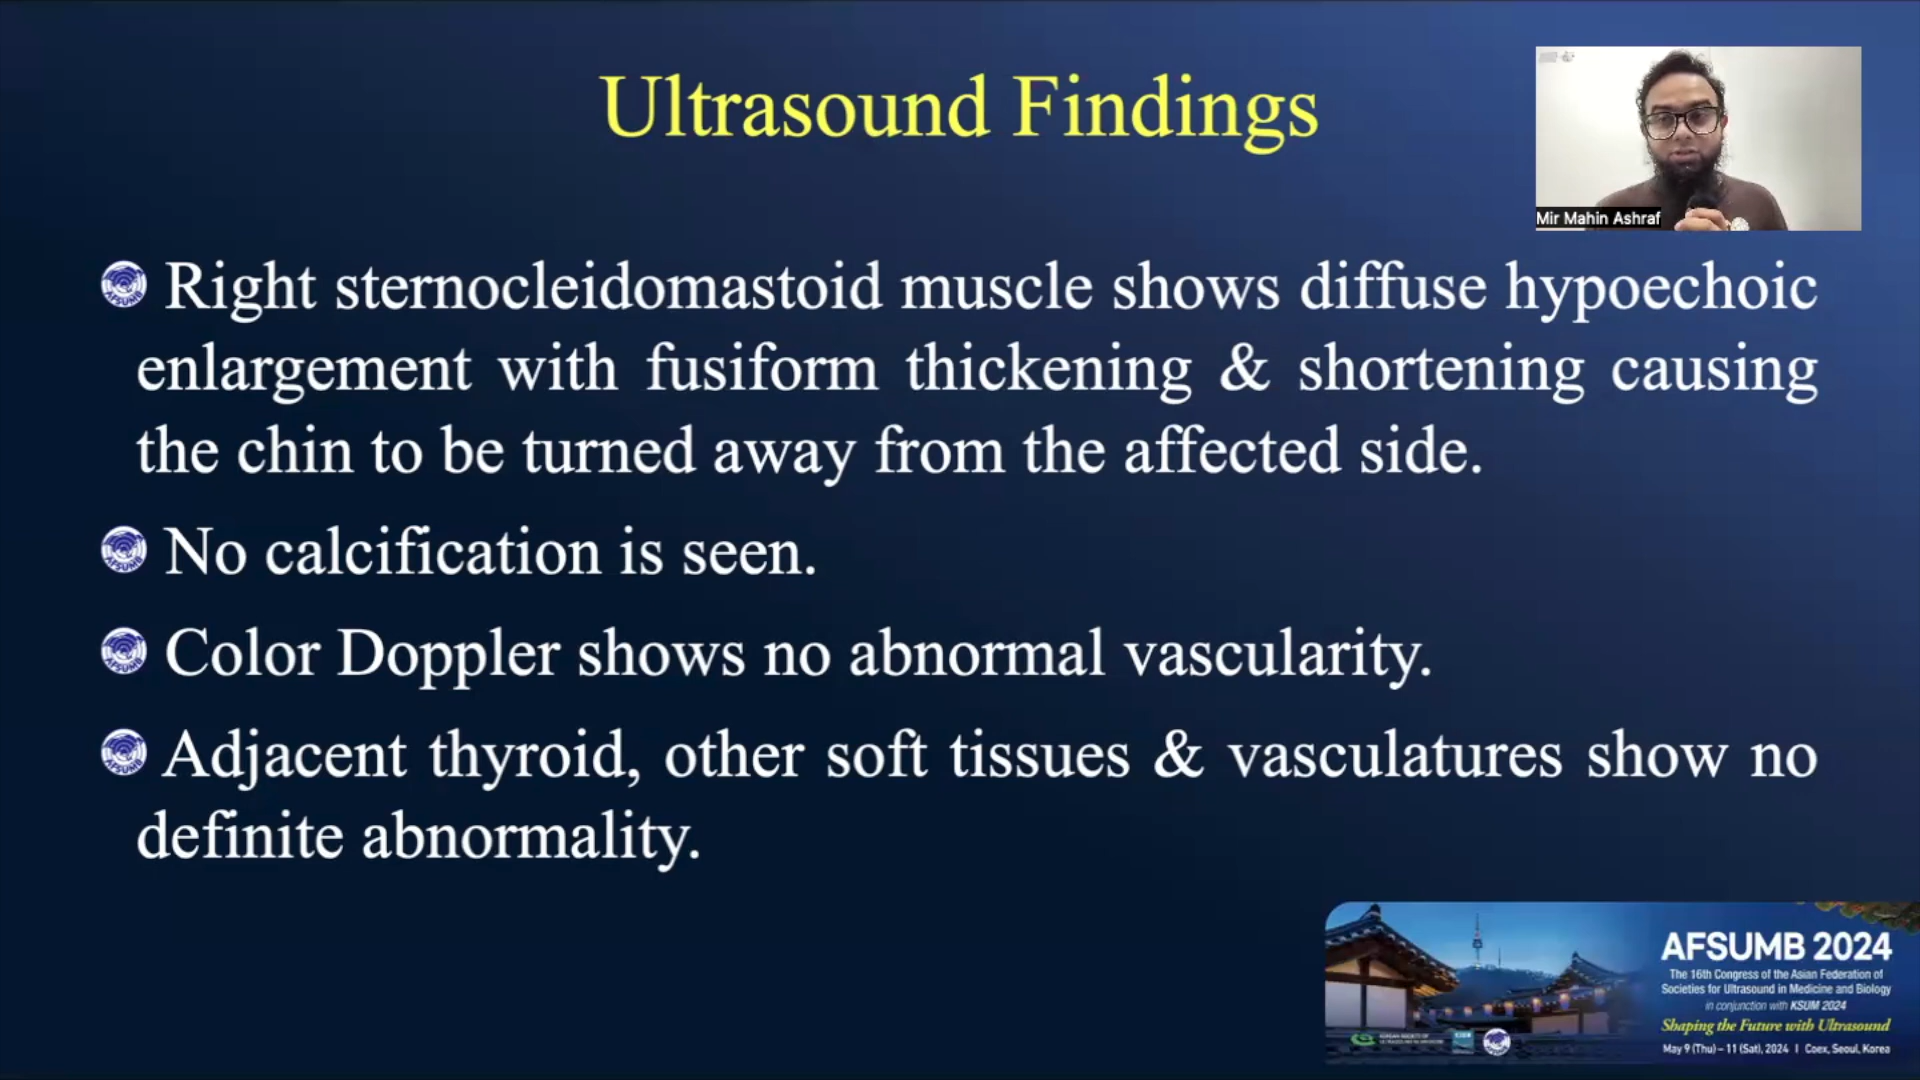 Ultrasound Findings
Mir Mahin Ashraf
Right sternocleidomastoid muscle shows diffuse hypoechoic
enlargement with fusiform thickening & shortening causing
the chin to be turned away from the affected side.
No calcification is seen.
Color Doppler shows no abnormal vascularity.
Adjacent thyroid, other soft tissues & vasculatures show no
definite abnormality.
AFSUMB 2024
The 16th Congress of the Asian Federation of
Societies for Ultrasound in Medicine and Biology
in conjunction with KSUM 2024
Shaping the Future with Ultrasound
May 9 (Thu) – 11 (Sat), 2024 | Coex, Seoul, Korea